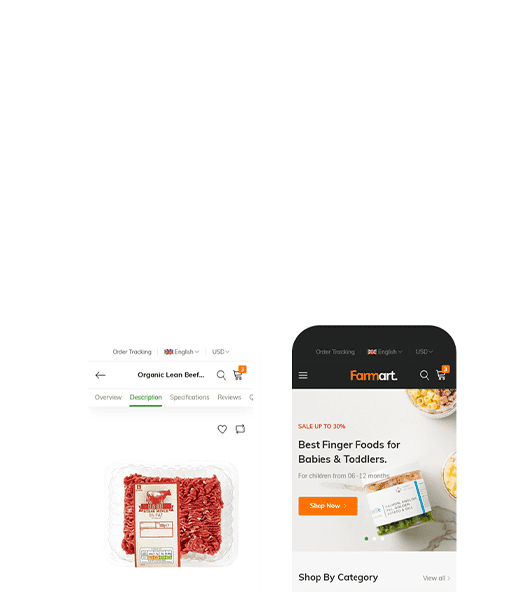 Order Tracking English USD
Organic Lean Beef... 3
Overview Description Specifications Reviews
Order Tracking English USD
Farmart. 3
SALE UP TO 30%
Best Finger Foods for
Babies & Toddlers.
For children from 06-12 months
Shop Now
Shop By Category
View all